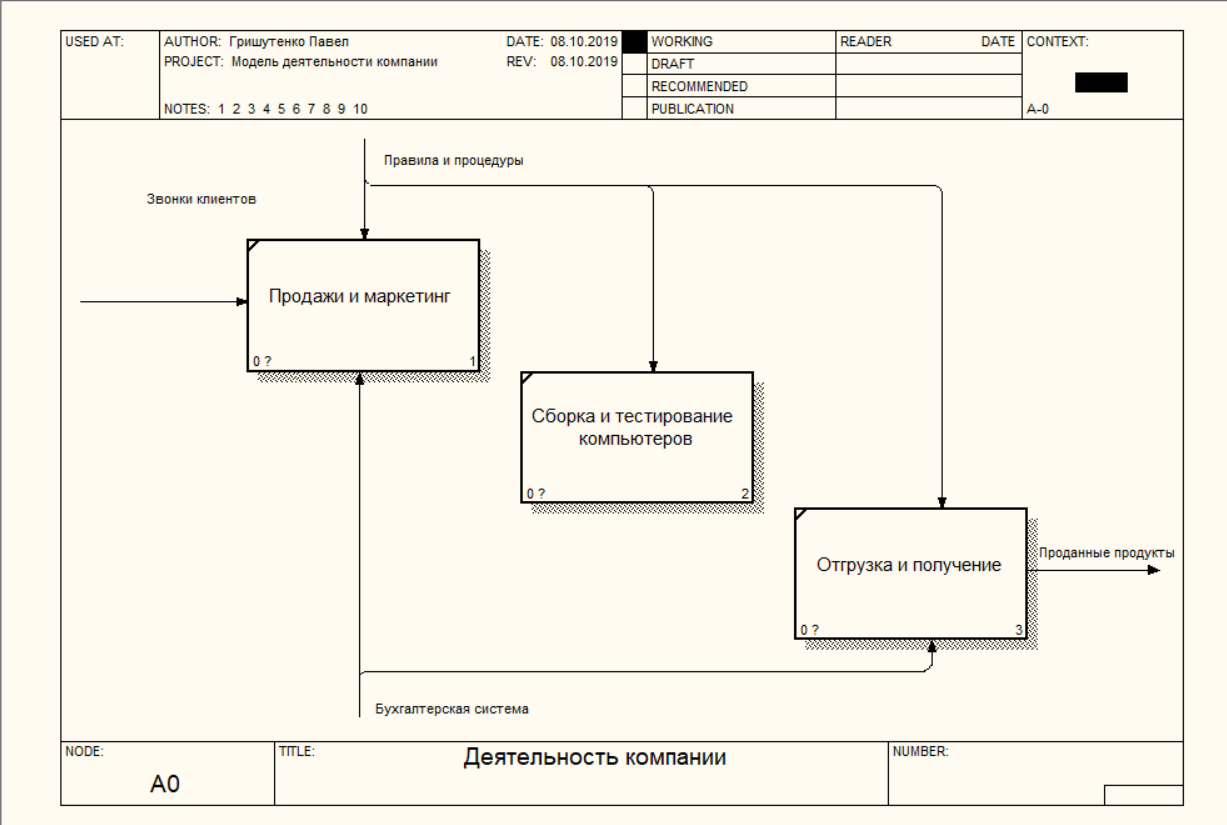 USED AT:
AUTHOR: Гришутенко Павел
DATE: 08.10.2019
PROJECT: Модель деятельности компании
REV: 08.10.2019
NOTES: 1 2 3 4 5 6 7 8 9 10
WORKING
DRAFT
RECOMMENDED
PUBLICATION
READER
DATE
CONTEXT:
A-0
Правила и процедуры
Звонки клиентов
Продажи и маркетинг
0 ?
1
Сборка и тестирование
компьютеров
0 ?
2
Отгрузка и получение
0 ?
3
Проданные продукты
Бухгалтерская система
NODE:
A0
TITLE:
Деятельность компании
NUMBER: